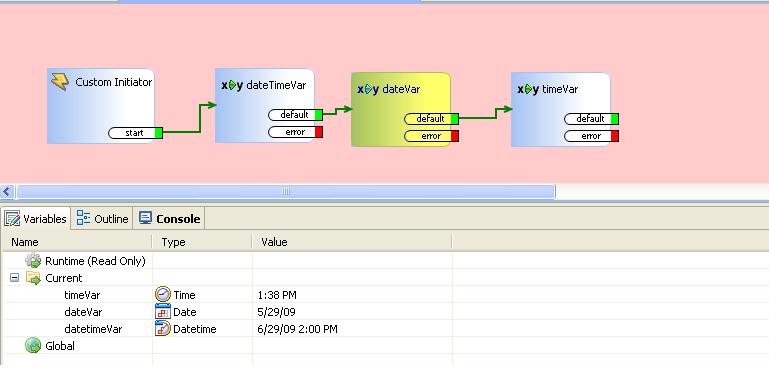 Custom Initiator
start
x y dateTimeVar
default
error
x y dateVar
default
error
x y timeVar
default
error
Variables Outline Console
Name Type Value
Runtime (Read Only)
Current
timeVar Time 1:38 PM
dateVar Date 5/29/09
datetimeVar Datetime 6/29/09 2:00 PM
Global